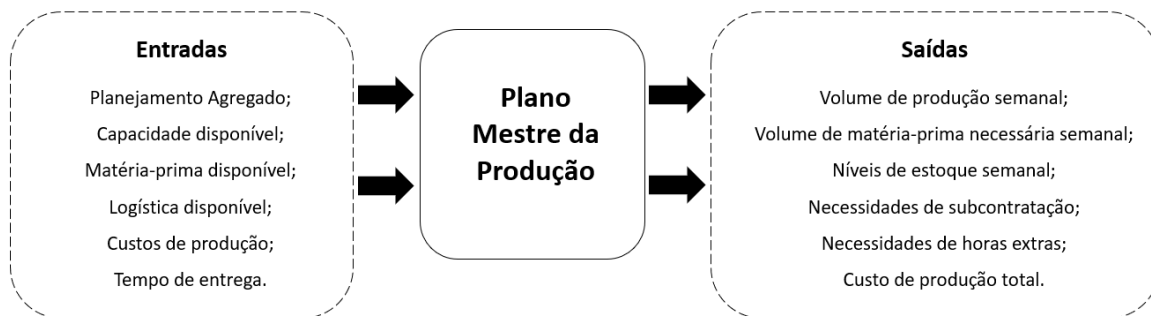 Entradas
Planejamento Agregado;
Capacidade disponível;
Matéria-prima disponível;
Logística disponível;
Custos de produção;
Tempo de entrega.
Plano
Mestre da
Produção
Saídas
Volume de produção semanal;
Volume de matéria-prima necessária semanal;
Níveis de estoque semanal;
Necessidades de subcontratação;
Necessidades de horas extras;
Custo de produção total.